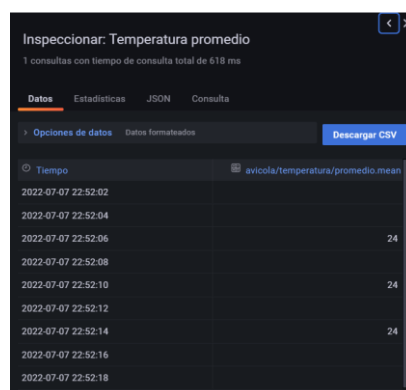 Inspeccionar: Temperatura promedio
1 consultas con tiempo de consulta total de 618 ms
Datos Estadísticas JSON Consulta
Opciones de datos Datos formateados Descargar CSV
Tiempo avicola/temperatura/promedio.mean
2022-07-07 22:52:02
2022-07-07 22:52:04
2022-07-07 22:52:06 24
2022-07-07 22:52:08
2022-07-07 22:52:10 24
2022-07-07 22:52:12
2022-07-07 22:52:14 24
2022-07-07 22:52:16
2022-07-07 22:52:18